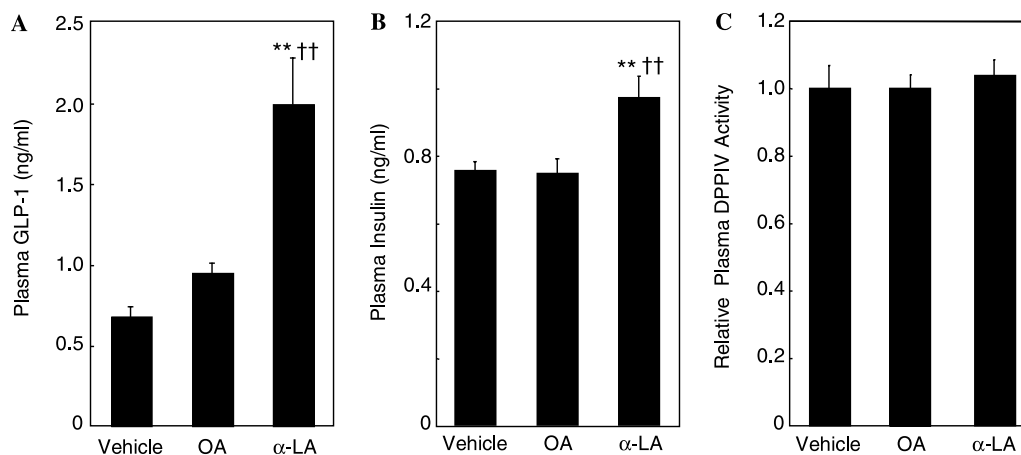 A
Plasma GLP-1 (ng/ml)
2.5
2.0
1.5
1.0
0.5
0
** ††
Vehicle OA α-LA
B
Plasma Insulin (ng/ml)
1.2
0.8
0.4
0
** ††
Vehicle OA α-LA
C
Relative Plasma DPPIV Activity
1.2
1.0
0.8
0.6
0.4
0.2
0
Vehicle OA α-LA